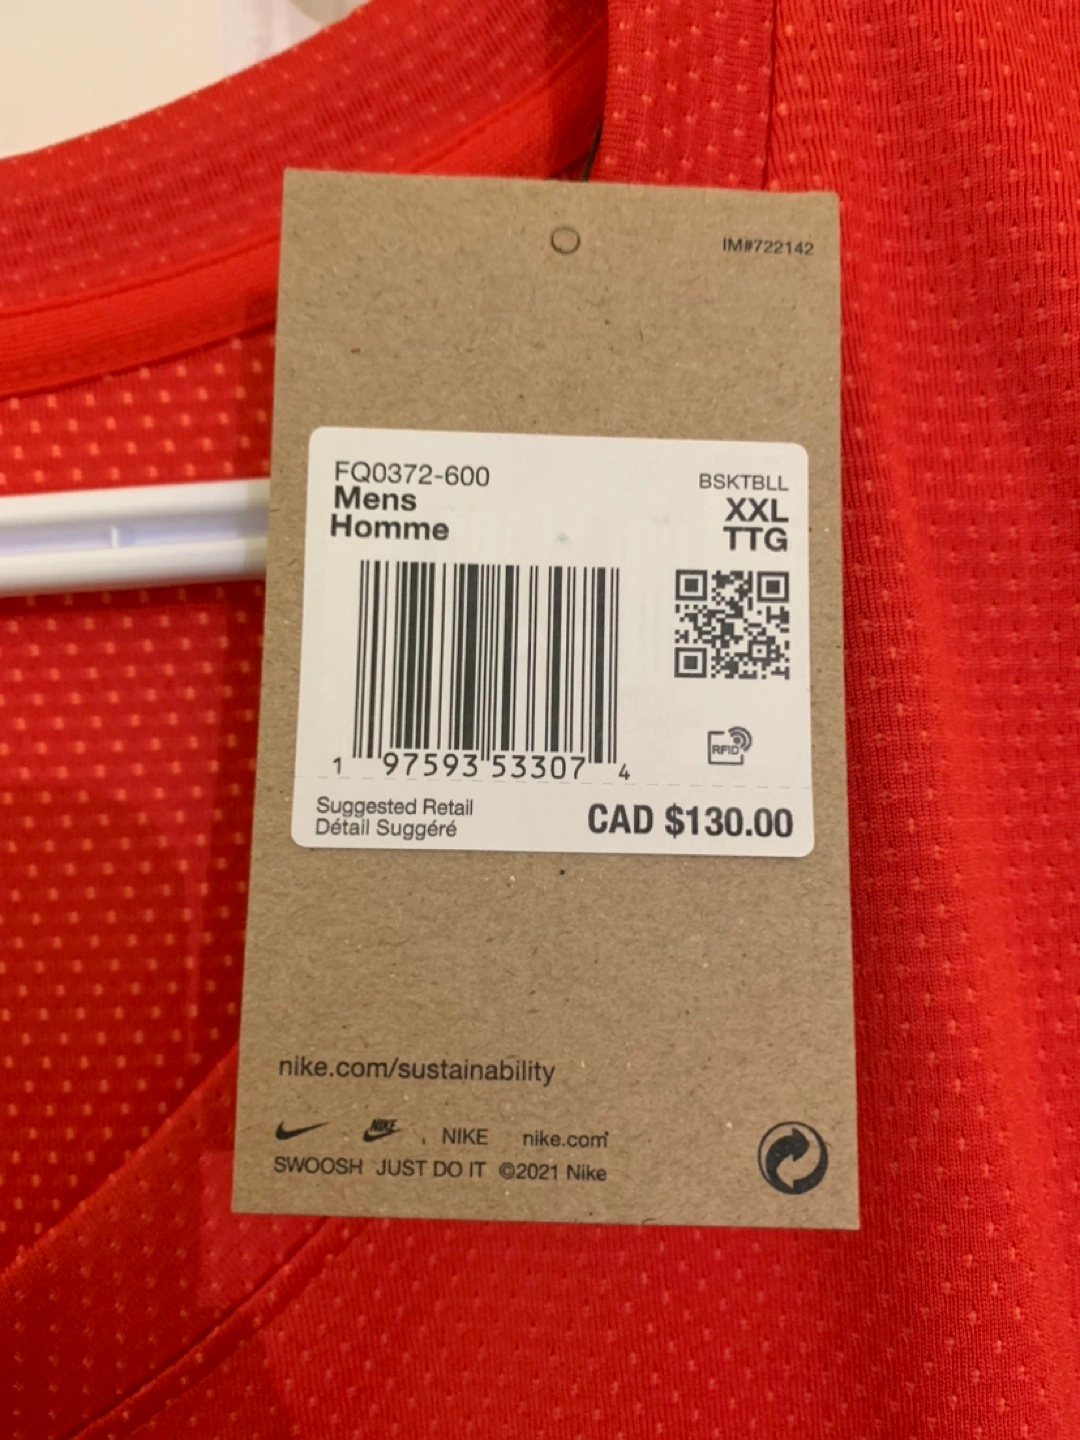 IM#722142
FQ0372-600
Mens
Homme
BSKTBLL
XXL
TTG
1 97593 53307 4
RFID
Suggested Retail
Détail Suggéré
CAD $130.00
nike.com/sustainability
NIKE NIKE nike.com
SWOOSH JUST DO IT ©2021 Nike